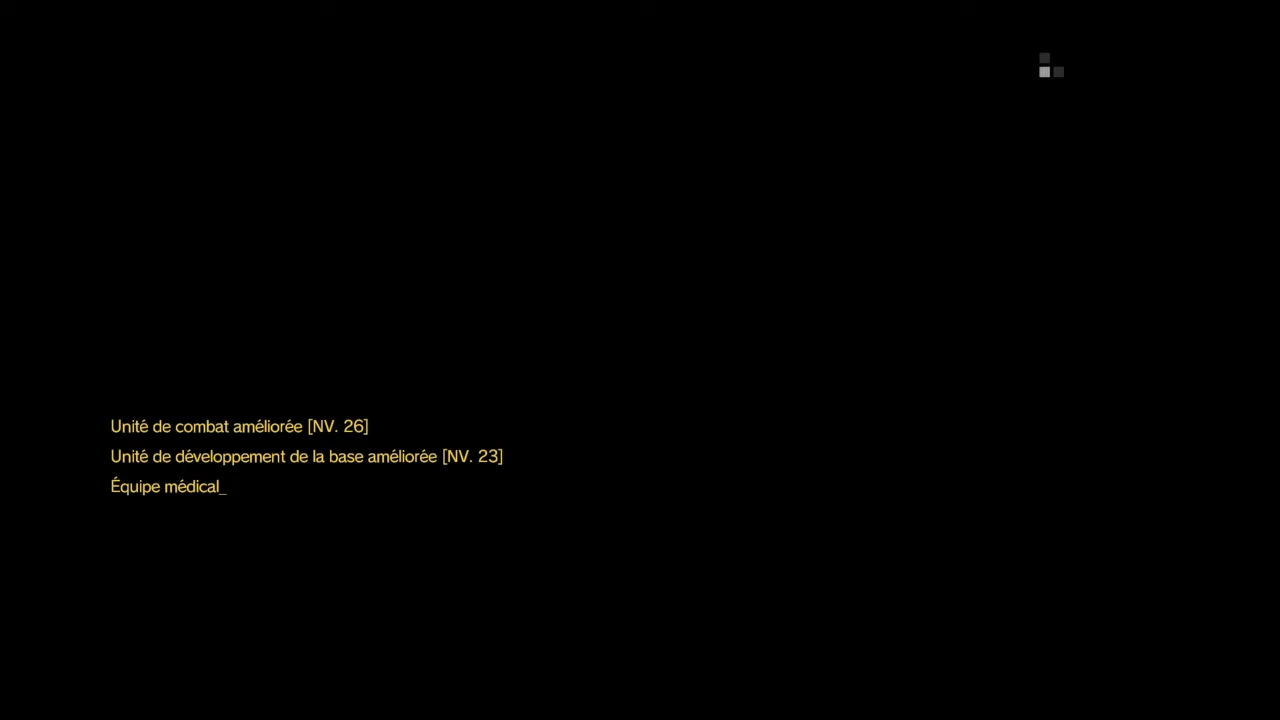 Unité de combat améliorée [NV. 26]
Unité de développement de la base améliorée [NV. 23]
Équipe médical_